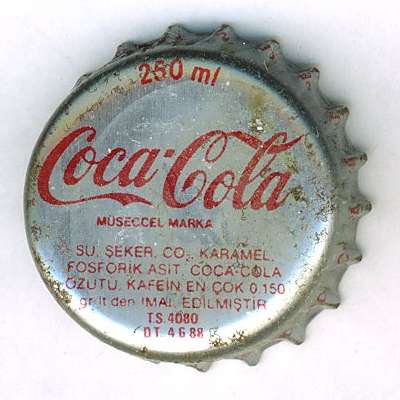 250 ml
Coca-Cola
MÜSECCEL MARKA
SU, ŞEKER, CO₂, KARAMEL,
FOSFORİK ASİT, COCA-COLA
ÖZÜTÜ, KAFEİN EN ÇOK 0.150
gr/lt den İMAL EDİLMİŞTİR
T.S. 4080
D.T. 4 6 88